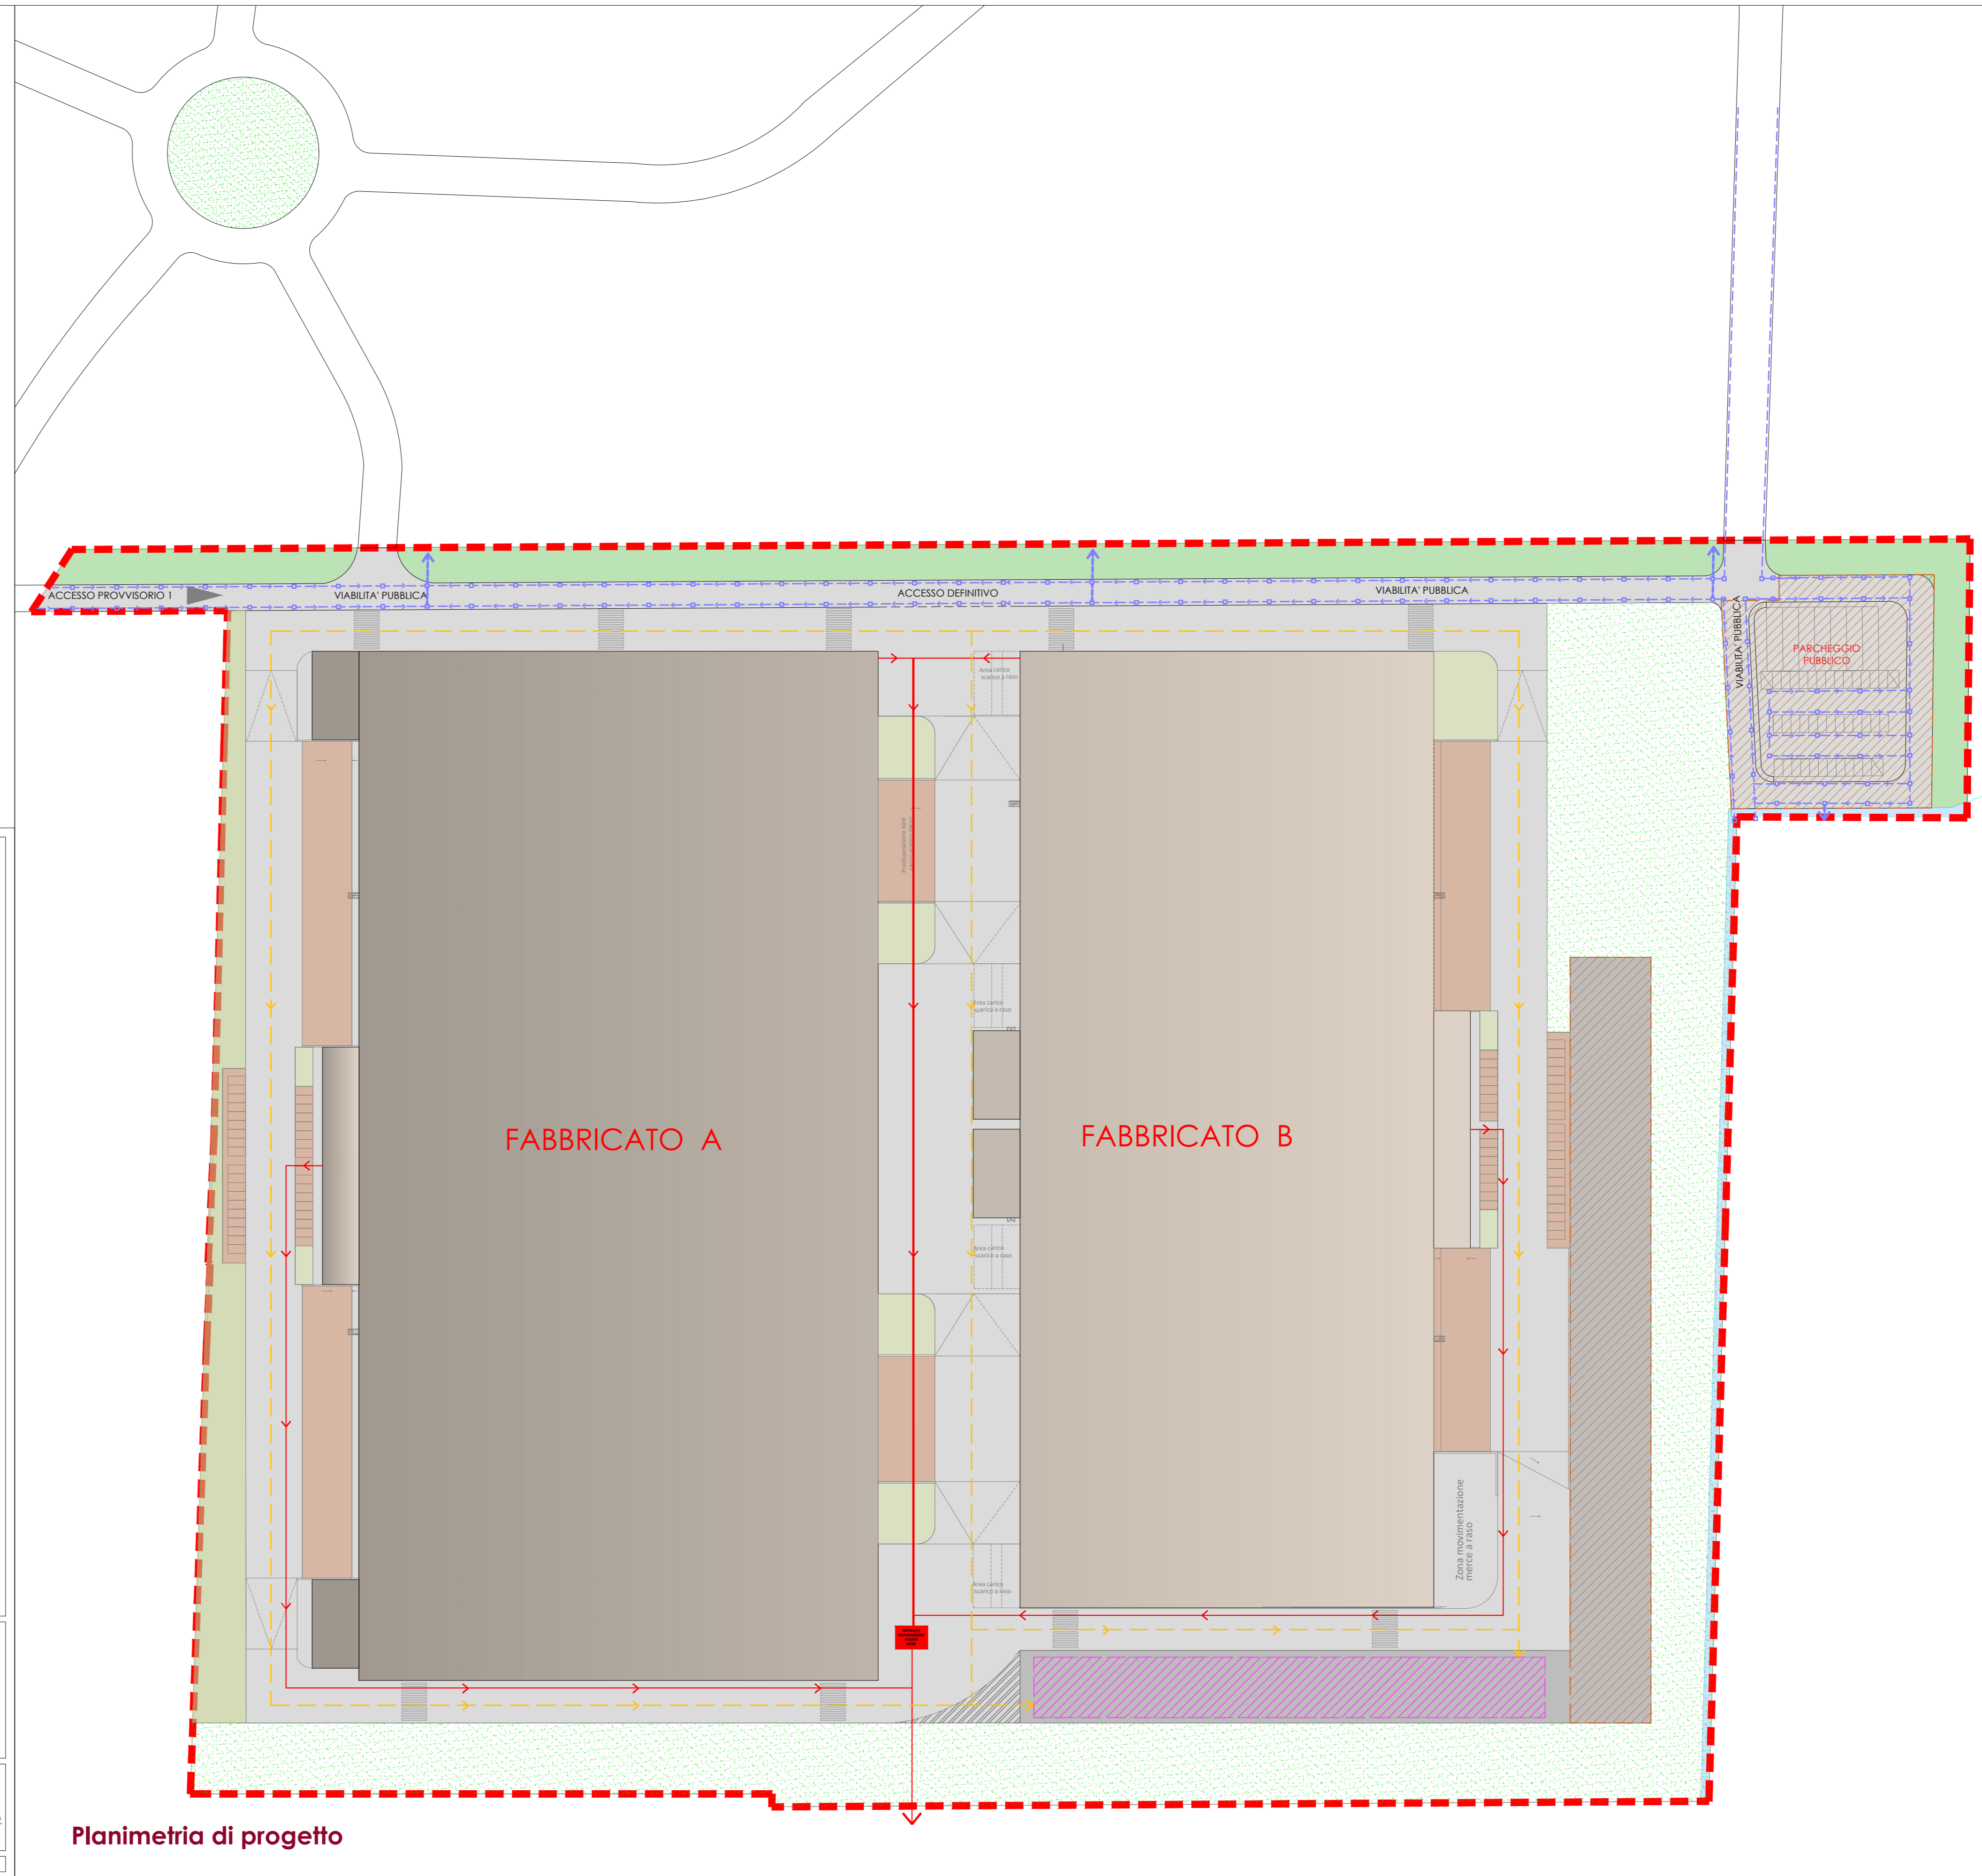 ACCESSO PROVVISORIO 1
VIABILITA' PUBBLICA
ACCESSO DEFINITIVO
VIABILITA' PUBBLICA
VIABILITA' PUBBLICA
PARCHEGGIO
PUBBLICO
Area carico
scarico a raso
Predisposizione baie
Area carico
scarico a raso
FABBRICATO A
FABBRICATO B
Area carico
scarico a raso
Zona movimentazione
merce a raso
Area carico
scarico a raso
Planimetria di progetto